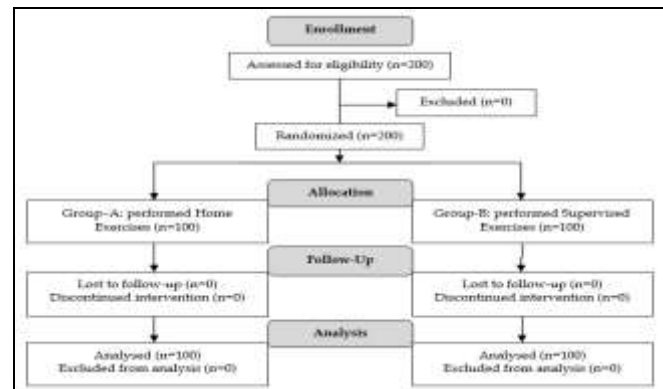 Enrollment
Assessed for eligibility (n=200)
Excluded (n=0)
Randomized (n=200)
Allocation
Group-A: performed Home
Exercises (n=100)
Group-B: performed Supervised
Exercises (n=100)
Follow-Up
Lost to follow-up (n=0)
Discontinued intervention (n=0)
Lost to follow-up (n=0)
Discontinued intervention (n=0)
Analysis
Analysed (n=100)
Excluded from analysis (n=0)
Analysed (n=100)
Excluded from analysis (n=0)